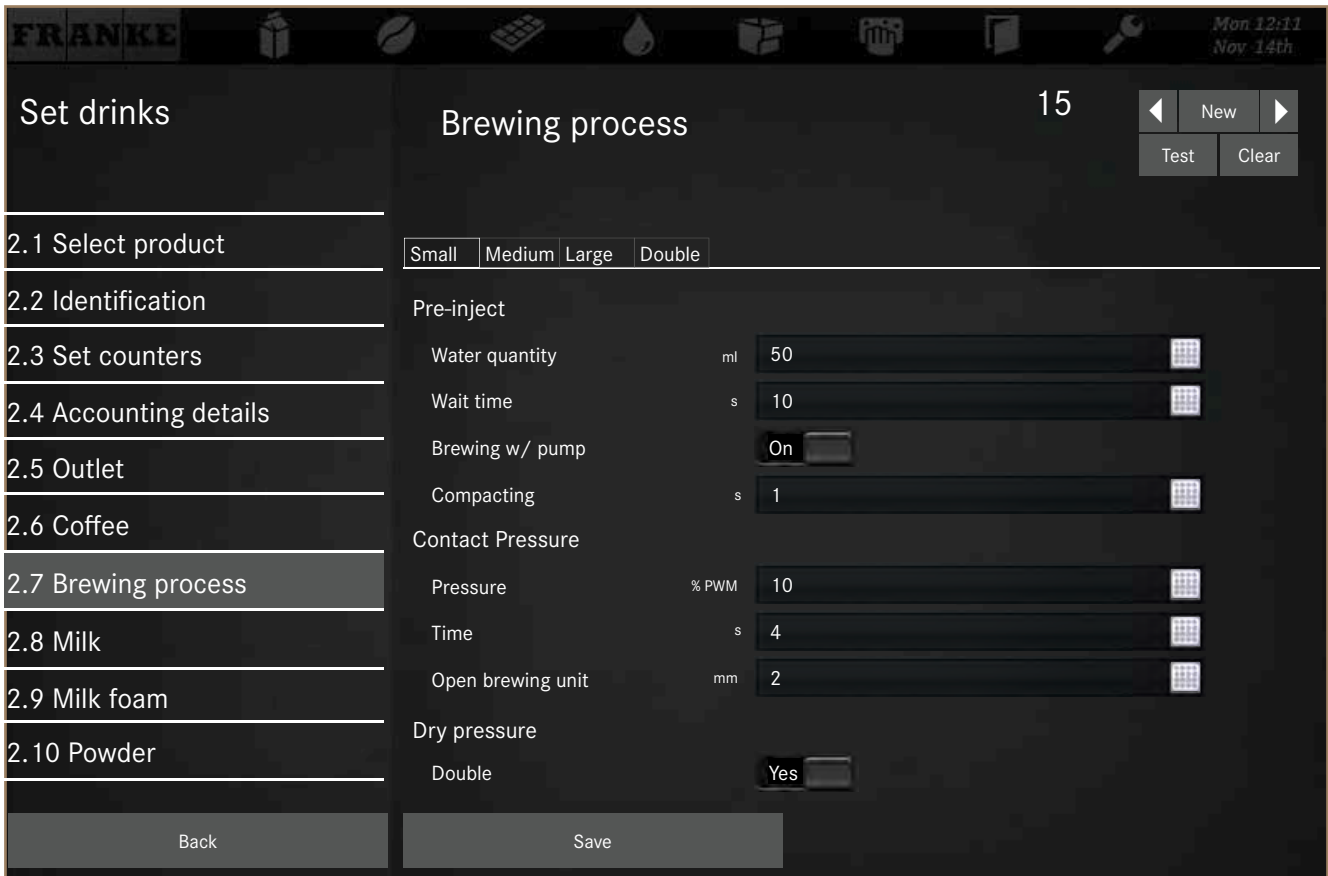 FRANKE
Mon 12:11
Nov 14th
Set drinks
Brewing process
15
New
Test
Clear
2.1 Select product
2.2 Identification
2.3 Set counters
2.4 Accounting details
2.5 Outlet
2.6 Coffee
2.7 Brewing process
2.8 Milk
2.9 Milk foam
2.10 Powder
Small Medium Large Double
Pre-inject
Water quantity ml 50
Wait time s 10
Brewing w/ pump On
Compacting s 1
Contact Pressure
Pressure % PWM 10
Time s 4
Open brewing unit mm 2
Dry pressure
Double Yes
Back
Save